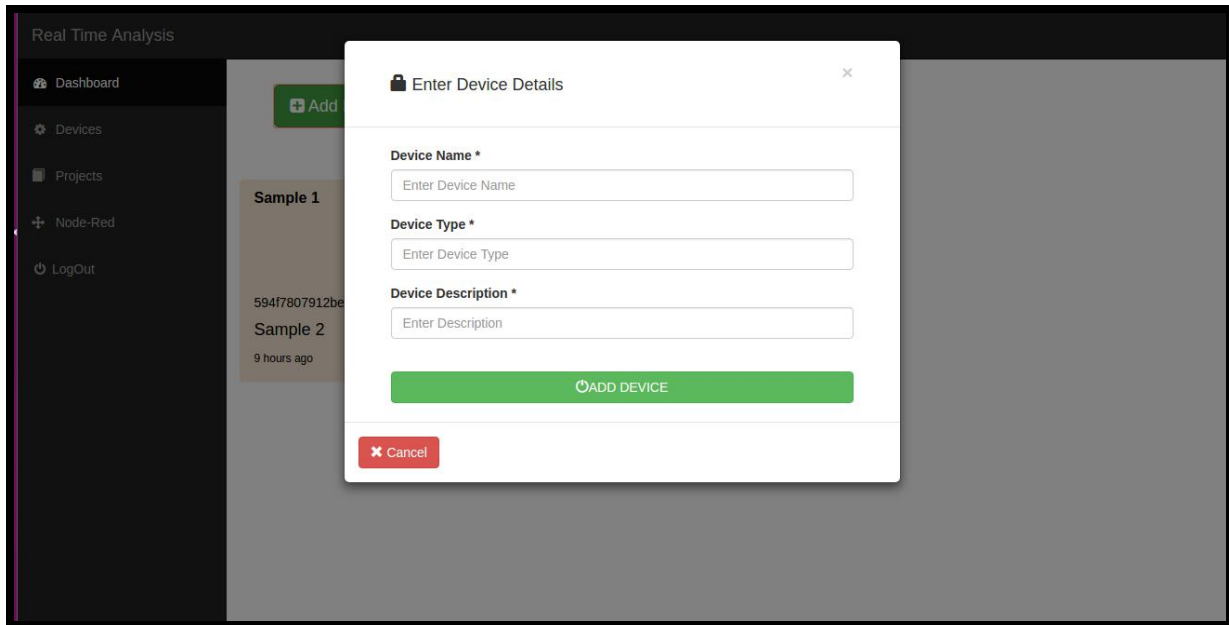 Real Time Analysis
Dashboard
Devices
Projects
Node-Red
LogOut
Add
Sample 1
594f7807912be
Sample 2
9 hours ago
Enter Device Details
×
Device Name *
Enter Device Name
Device Type *
Enter Device Type
Device Description *
Enter Description
ADD DEVICE
Cancel